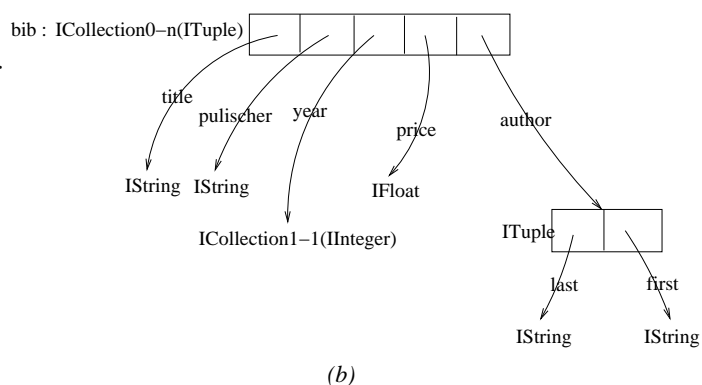 bib : ICollection0−n(ITuple)
.
title
pulischer
year
price
author
IString
IString
IFloat
ICollection1−1(IInteger)
ITuple
last
first
IString
IString
(b)